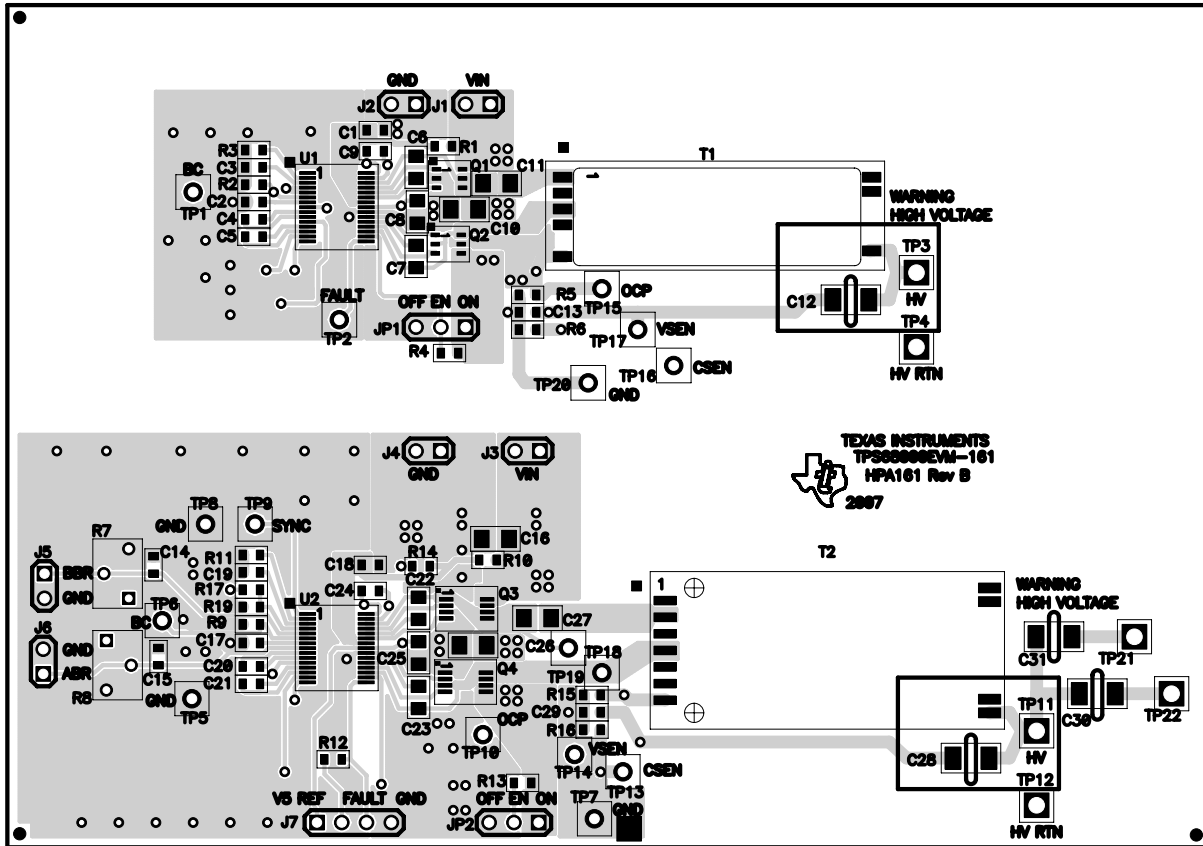 GND VIN
J2 J1
C1 C6 R1
R3 U1 C9 Q1 C11 T1
C3 1 1
BC R2
TP1 C2 C8 C10
C4 Q2
C5 C7
WARNING
HIGH VOLTAGE
TP3
FAULT OFF EN ON R5 OCP C12 HV
TP2 JP1 C13 TP15 TP4
R4 R6 TP17 VSEN
TP16 CSEN HV RTN
TP20 GND
J4 J3
GND VIN
TEXAS INSTRUMENTS
HPA161 Rev B
TP8 TP9
R7 GND SYNC C16
J5 C14 R11 C18 R14 R10 T2
BBR C19 C22
GND R17 C24 Q3 1
TP6 R19 U2 1 C27
J6 BC R9 C26
GND C17 C25 TP18
ABR C15 C20 Q4 TP19
R8 GND C21 R15
TP5 C23 OCP C29
R12 TP10 R16
VSEN
TP14 CSEN
R13 TP13
V5 REF FAULT GND OFF EN ON TP7 GND
J7 JP2
WARNING
HIGH VOLTAGE
C31 TP21
TP11 C30 TP22
C28 HV
TP12
HV RTN